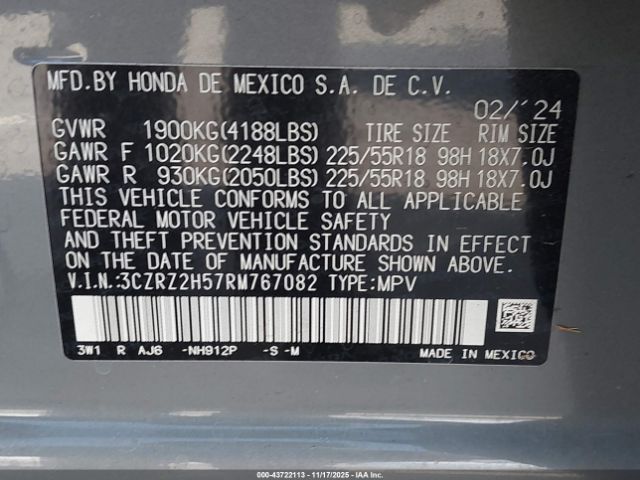 MFD.BY HONDA DE MEXICO S.A. DE C.V.
02/'24
GVWR 1900KG(4188LBS) TIRE SIZE RIM SIZE
GAWR F 1020KG(2248LBS) 225/55R18 98H 18X7.0J
GAWR R 930KG(2050LBS) 225/55R18 98H 18X7.0J
THIS VEHICLE CONFORMS TO ALL APPLICABLE
FEDERAL MOTOR VEHICLE SAFETY
AND THEFT PREVENTION STANDARDS IN EFFECT
ON THE DATE OF MANUFACTURE SHOWN ABOVE.
V.I.N.:3CZRZ2H57RM767082 TYPE:MPV
3W1 R AJ6 -NH912P -S -M MADE IN MEXICO
000-43722113 - 11/17/2025 - IAAI.COM